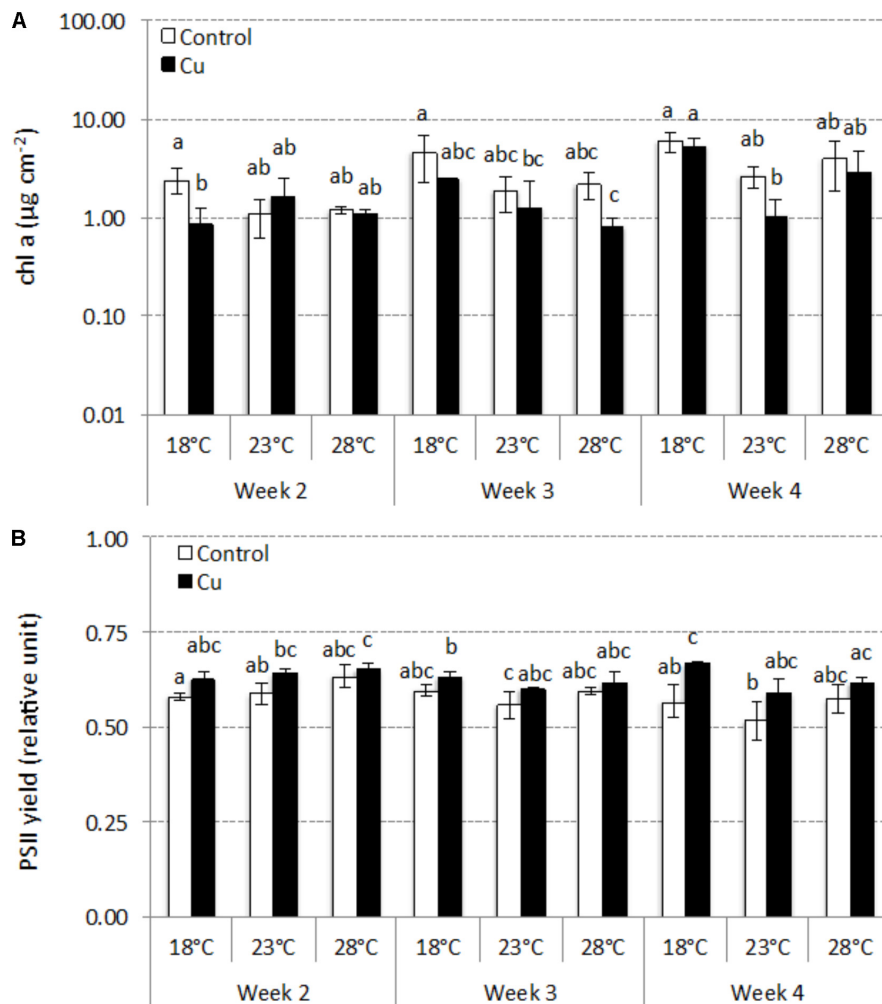 A
100.00
Control
Cu
10.00
1.00
0.10
0.01
chl a (µg cm-2)
a b ab ab ab ab a abc abc bc abc c a a ab b ab ab
18°C 23°C 28°C 18°C 23°C 28°C 18°C 23°C 28°C
Week 2 Week 3 Week 4
B
1.00
Control
Cu
0.75
0.50
0.25
0.00
PSII yield (relative unit)
a abc ab bc abc c abc b c abc abc abc ab c b abc abc ac
18°C 23°C 28°C 18°C 23°C 28°C 18°C 23°C 28°C
Week 2 Week 3 Week 4